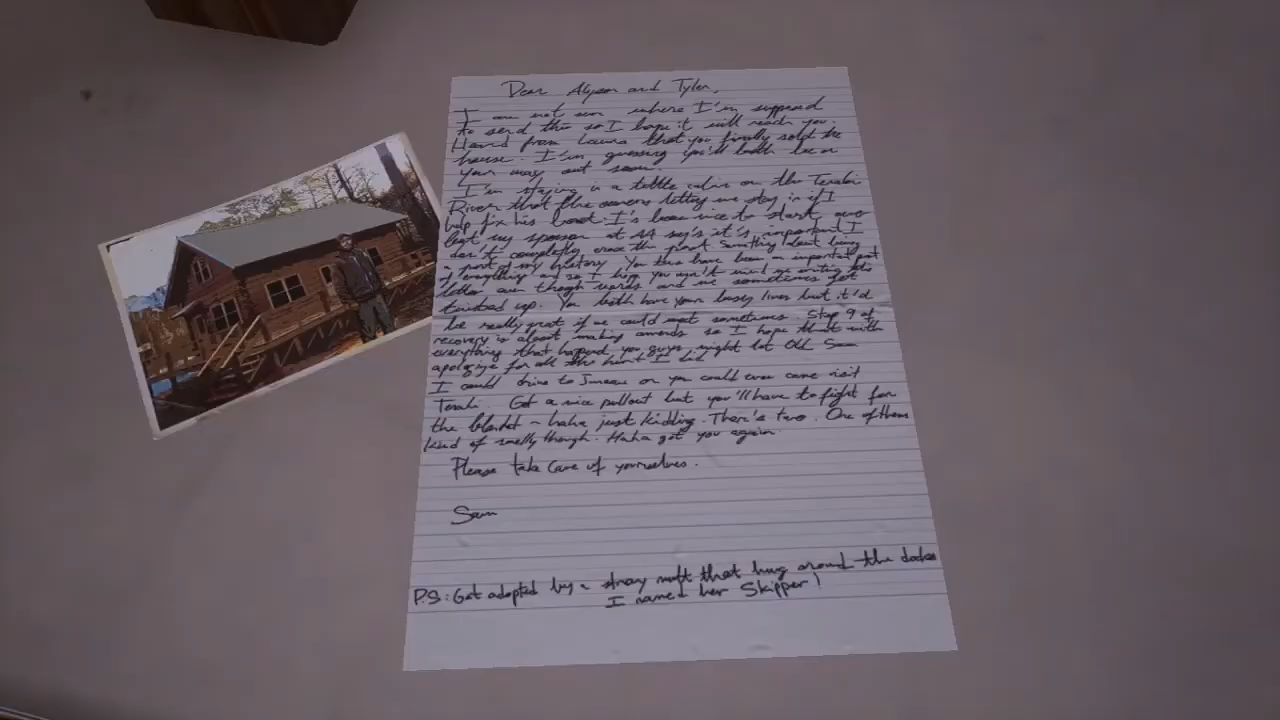 Dear Alyson and Tyler,
I am not sure where I'm supposed
to send this so I hope it will reach you.
Heard from that you finally sold the
house. I'm guessing you'll both be on
your way out soon.
I'm staying in a little cabin on the
River that the owners letting me stay in if I
help fix his boat. It's been nice to start over
but my sponsor at AA say's it's important I
don't completely erase the past. Something about being
a part of my history. You two have been an important part
of everything and so I hope you won't mind me writing this
letter even though words and me sometimes get
twisted up. You both have your busy lives but it'd
be really great if we could meet sometimes. Step 9 of
recovery is about making amends so I hope that with
everything that happend you guys might let Old Sam
apologize for all the hurt I did.
I could drive to Juneau or you could even come visit
Got a nice pullout but you'll have to fight for
the blanket - haha just kidding. There's two. One of them
kind of smelly though. Haha got you again
Please take care of yourselves.
Sam
P.S: Got adopted by a stray mutt that hung around the docks
I named her Skipper!